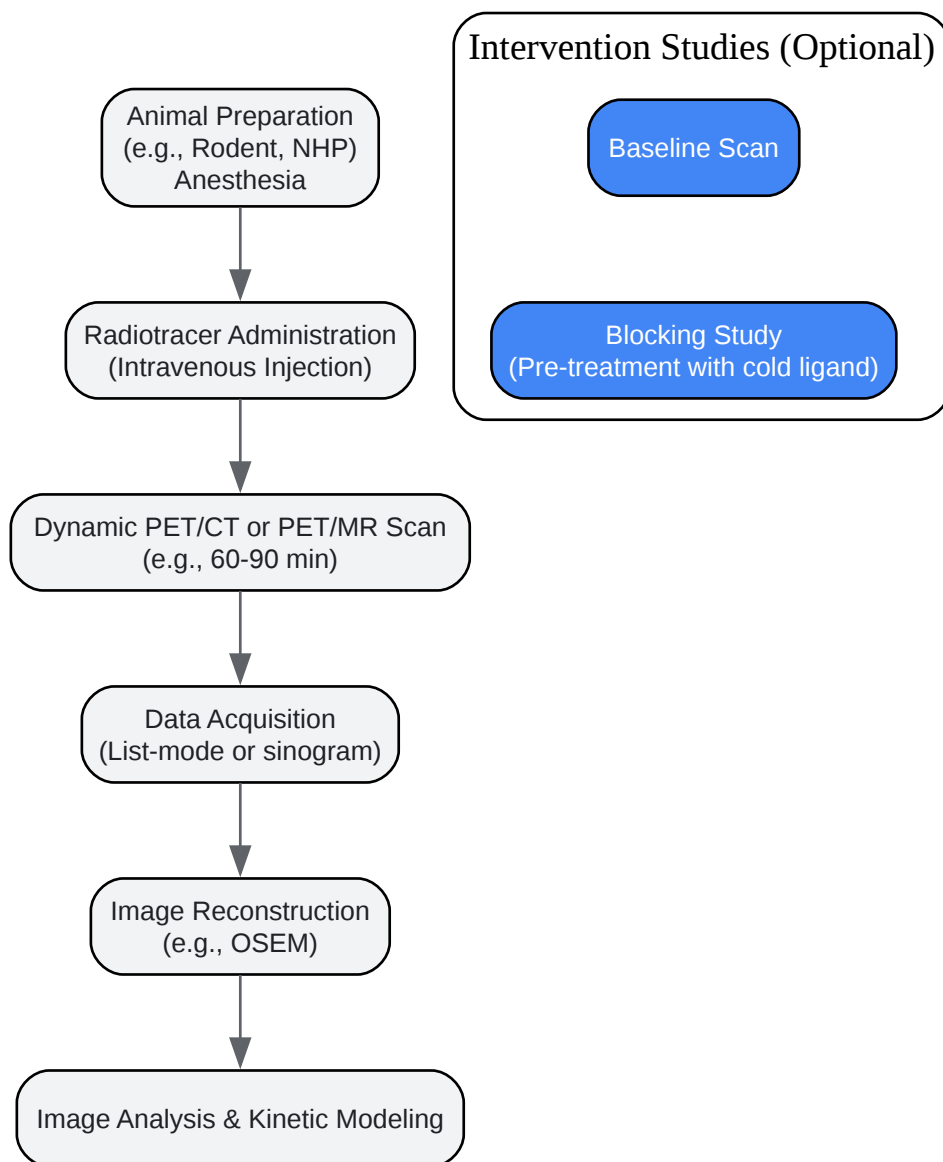 Animal Preparation
(e.g., Rodent, NHP)
Anesthesia
Radiotracer Administration
(Intravenous Injection)
Dynamic PET/CT or PET/MR Scan
(e.g., 60-90 min)
Data Acquisition
(List-mode or sinogram)
Image Reconstruction
(e.g., OSEM)
Image Analysis & Kinetic Modeling
Intervention Studies (Optional)
Baseline Scan
Blocking Study
(Pre-treatment with cold ligand)